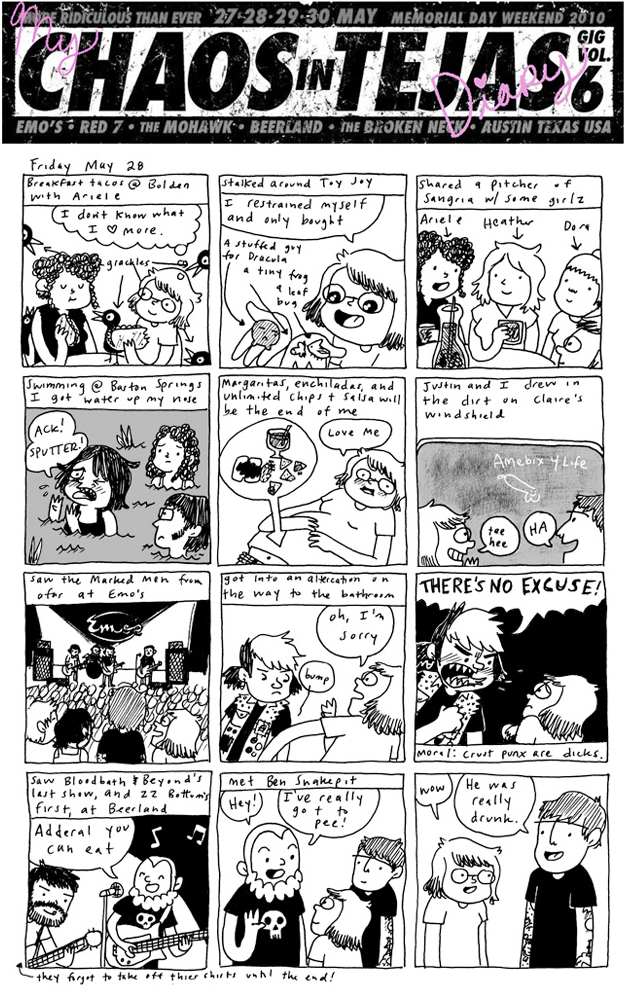 MORE RIDICULOUS THAN EVER 27·28·29·30 MAY MEMORIAL DAY WEEKEND 2010
My
CHAOS IN TEJAS
GIG VOL. 6
Diary
EMO'S • RED 7 • THE MOHAWK • BEERLAND • THE BROKEN NECK • AUSTIN TEXAS USA
Friday May 28
Breakfast tacos @ Bolden
with Ariele
I don't know what
I ♡ more.
grackles
Stalked around Toy Joy
I restrained myself
and only bought
A stuffed guy
for Dracula
a tiny frog
a leaf
bug
Shared a pitcher of
Sangria w/ some girlz
Ariele
Heather
Dora
Swimming @ Barton Springs
I got water up my nose
ACK!
SPUTTER!
Margaritas, enchiladas, and
unlimited chips + salsa will
be the end of me
Love Me
Justin and I drew in
the dirt on Claire's
windshield
Amebix 4 Life
tee
hee
HA
Saw the Marked Men from
afar at Emo's
Emos
got into an altercation on
the way to the bathroom
oh, I'm
sorry
bump
THERE'S NO EXCUSE!
Moral: Crust punx are dicks.
Saw Bloodbath & Beyond's
last show, and 22 Bottom's
first, at Beerland
Adderal you
can eat
met Ben Snakepit
Hey!
I've really
got to
pee!
wow
He was
really
drunk.
they forgot to take off thier shirts until the end!